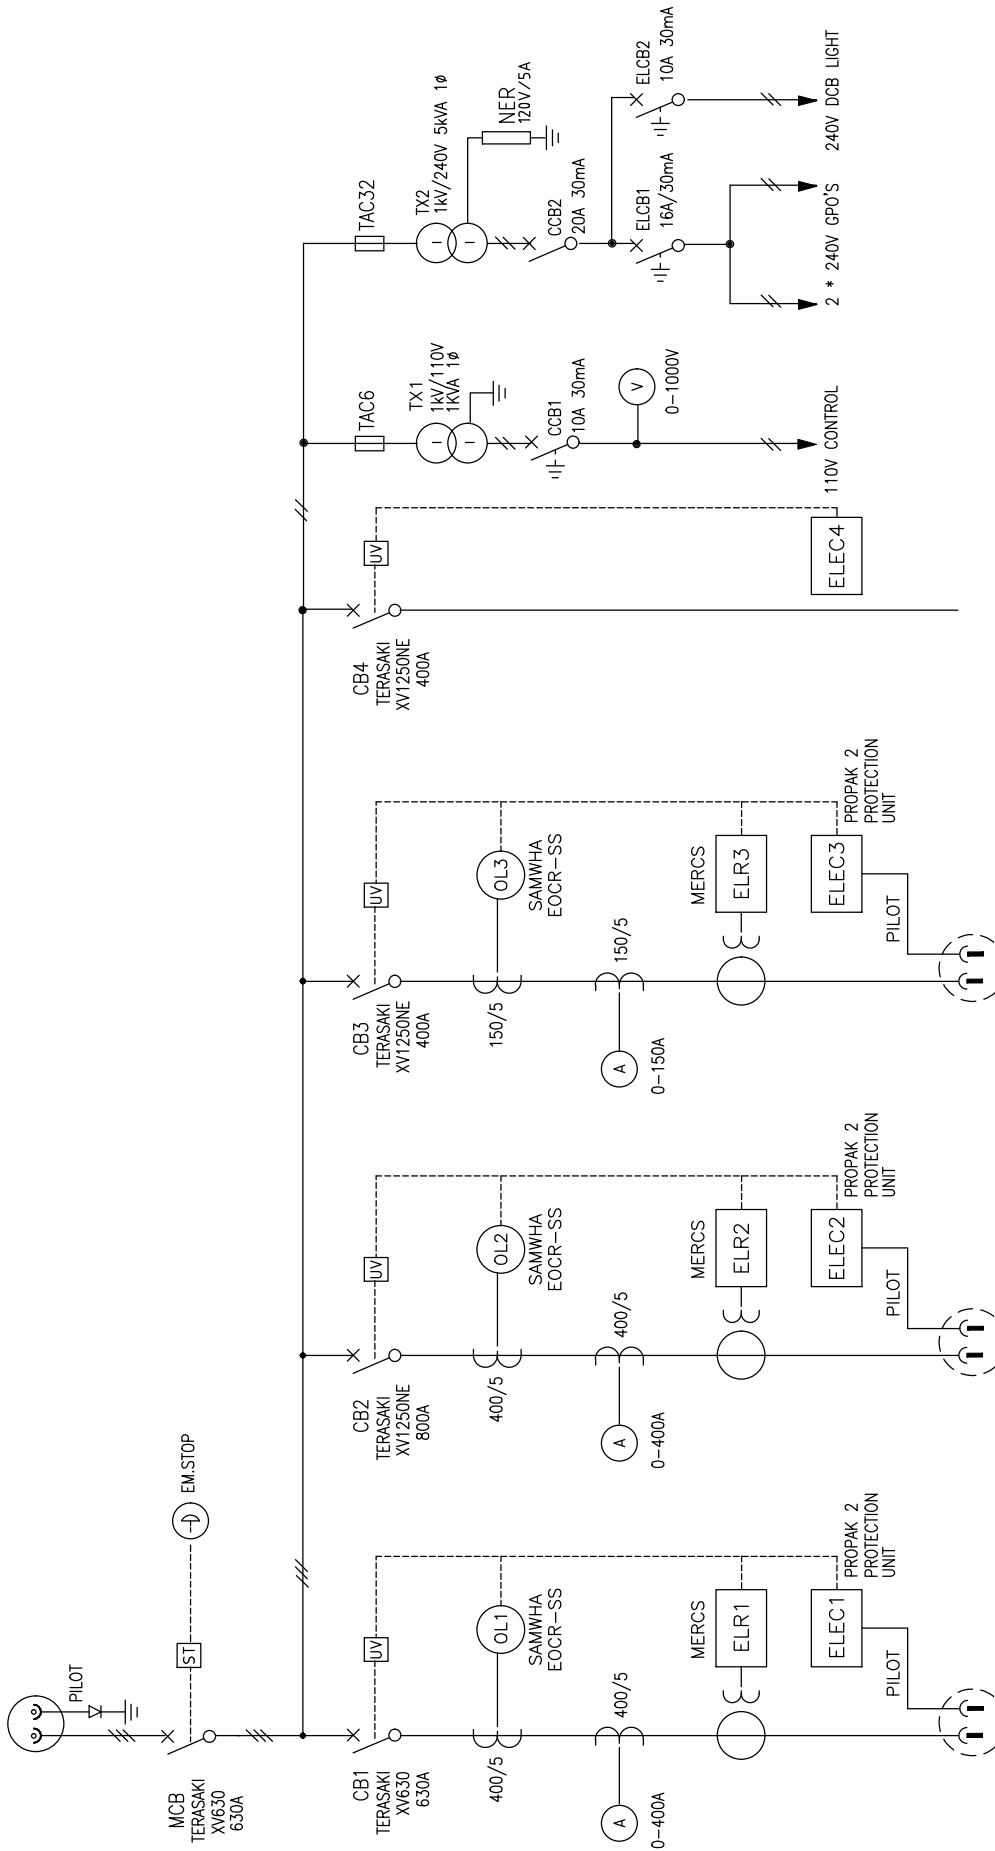 PILOT
MCB
TERASAKI
XV630
630A
ST
EM.STOP
CB1
TERASAKI
XV630
630A
UV
400/5
OL1
SAMWHA
EOCR-SS
A
0-400A
400/5
MERCS
ELR1
ELEC1
PROPAK 2
PROTECTION
UNIT
PILOT
CB2
TERASAKI
XV1250NE
800A
UV
400/5
OL2
SAMWHA
EOCR-SS
A
0-400A
400/5
MERCS
ELR2
ELEC2
PROPAK 2
PROTECTION
UNIT
PILOT
CB3
TERASAKI
XV1250NE
400A
UV
150/5
OL3
SAMWHA
EOCR-SS
A
0-150A
150/5
MERCS
ELR3
ELEC3
PROPAK 2
PROTECTION
UNIT
PILOT
CB4
TERASAKI
XV1250NE
400A
UV
ELEC4
TAC6
TX1
1kV/110V
1KVA 1ø
CCB1
10A 30mA
V
0-1000V
110V CONTROL
TAC32
TX2
1kV/240V 5kVA 1ø
NER
120V/5A
CCB2
20A 30mA
ELCB1
16A/30mA
ELCB2
10A 30mA
2 * 240V GPO'S
240V DCB LIGHT